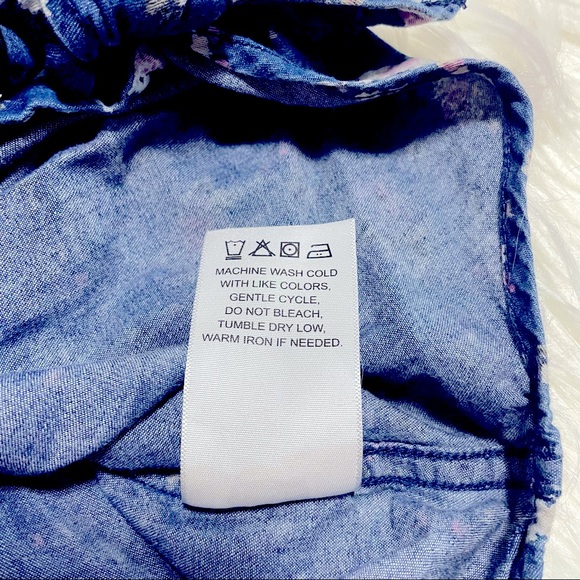 MACHINE WASH COLD
WITH LIKE COLORS,
GENTLE CYCLE,
DO NOT BLEACH,
TUMBLE DRY LOW,
WARM IRON IF NEEDED.